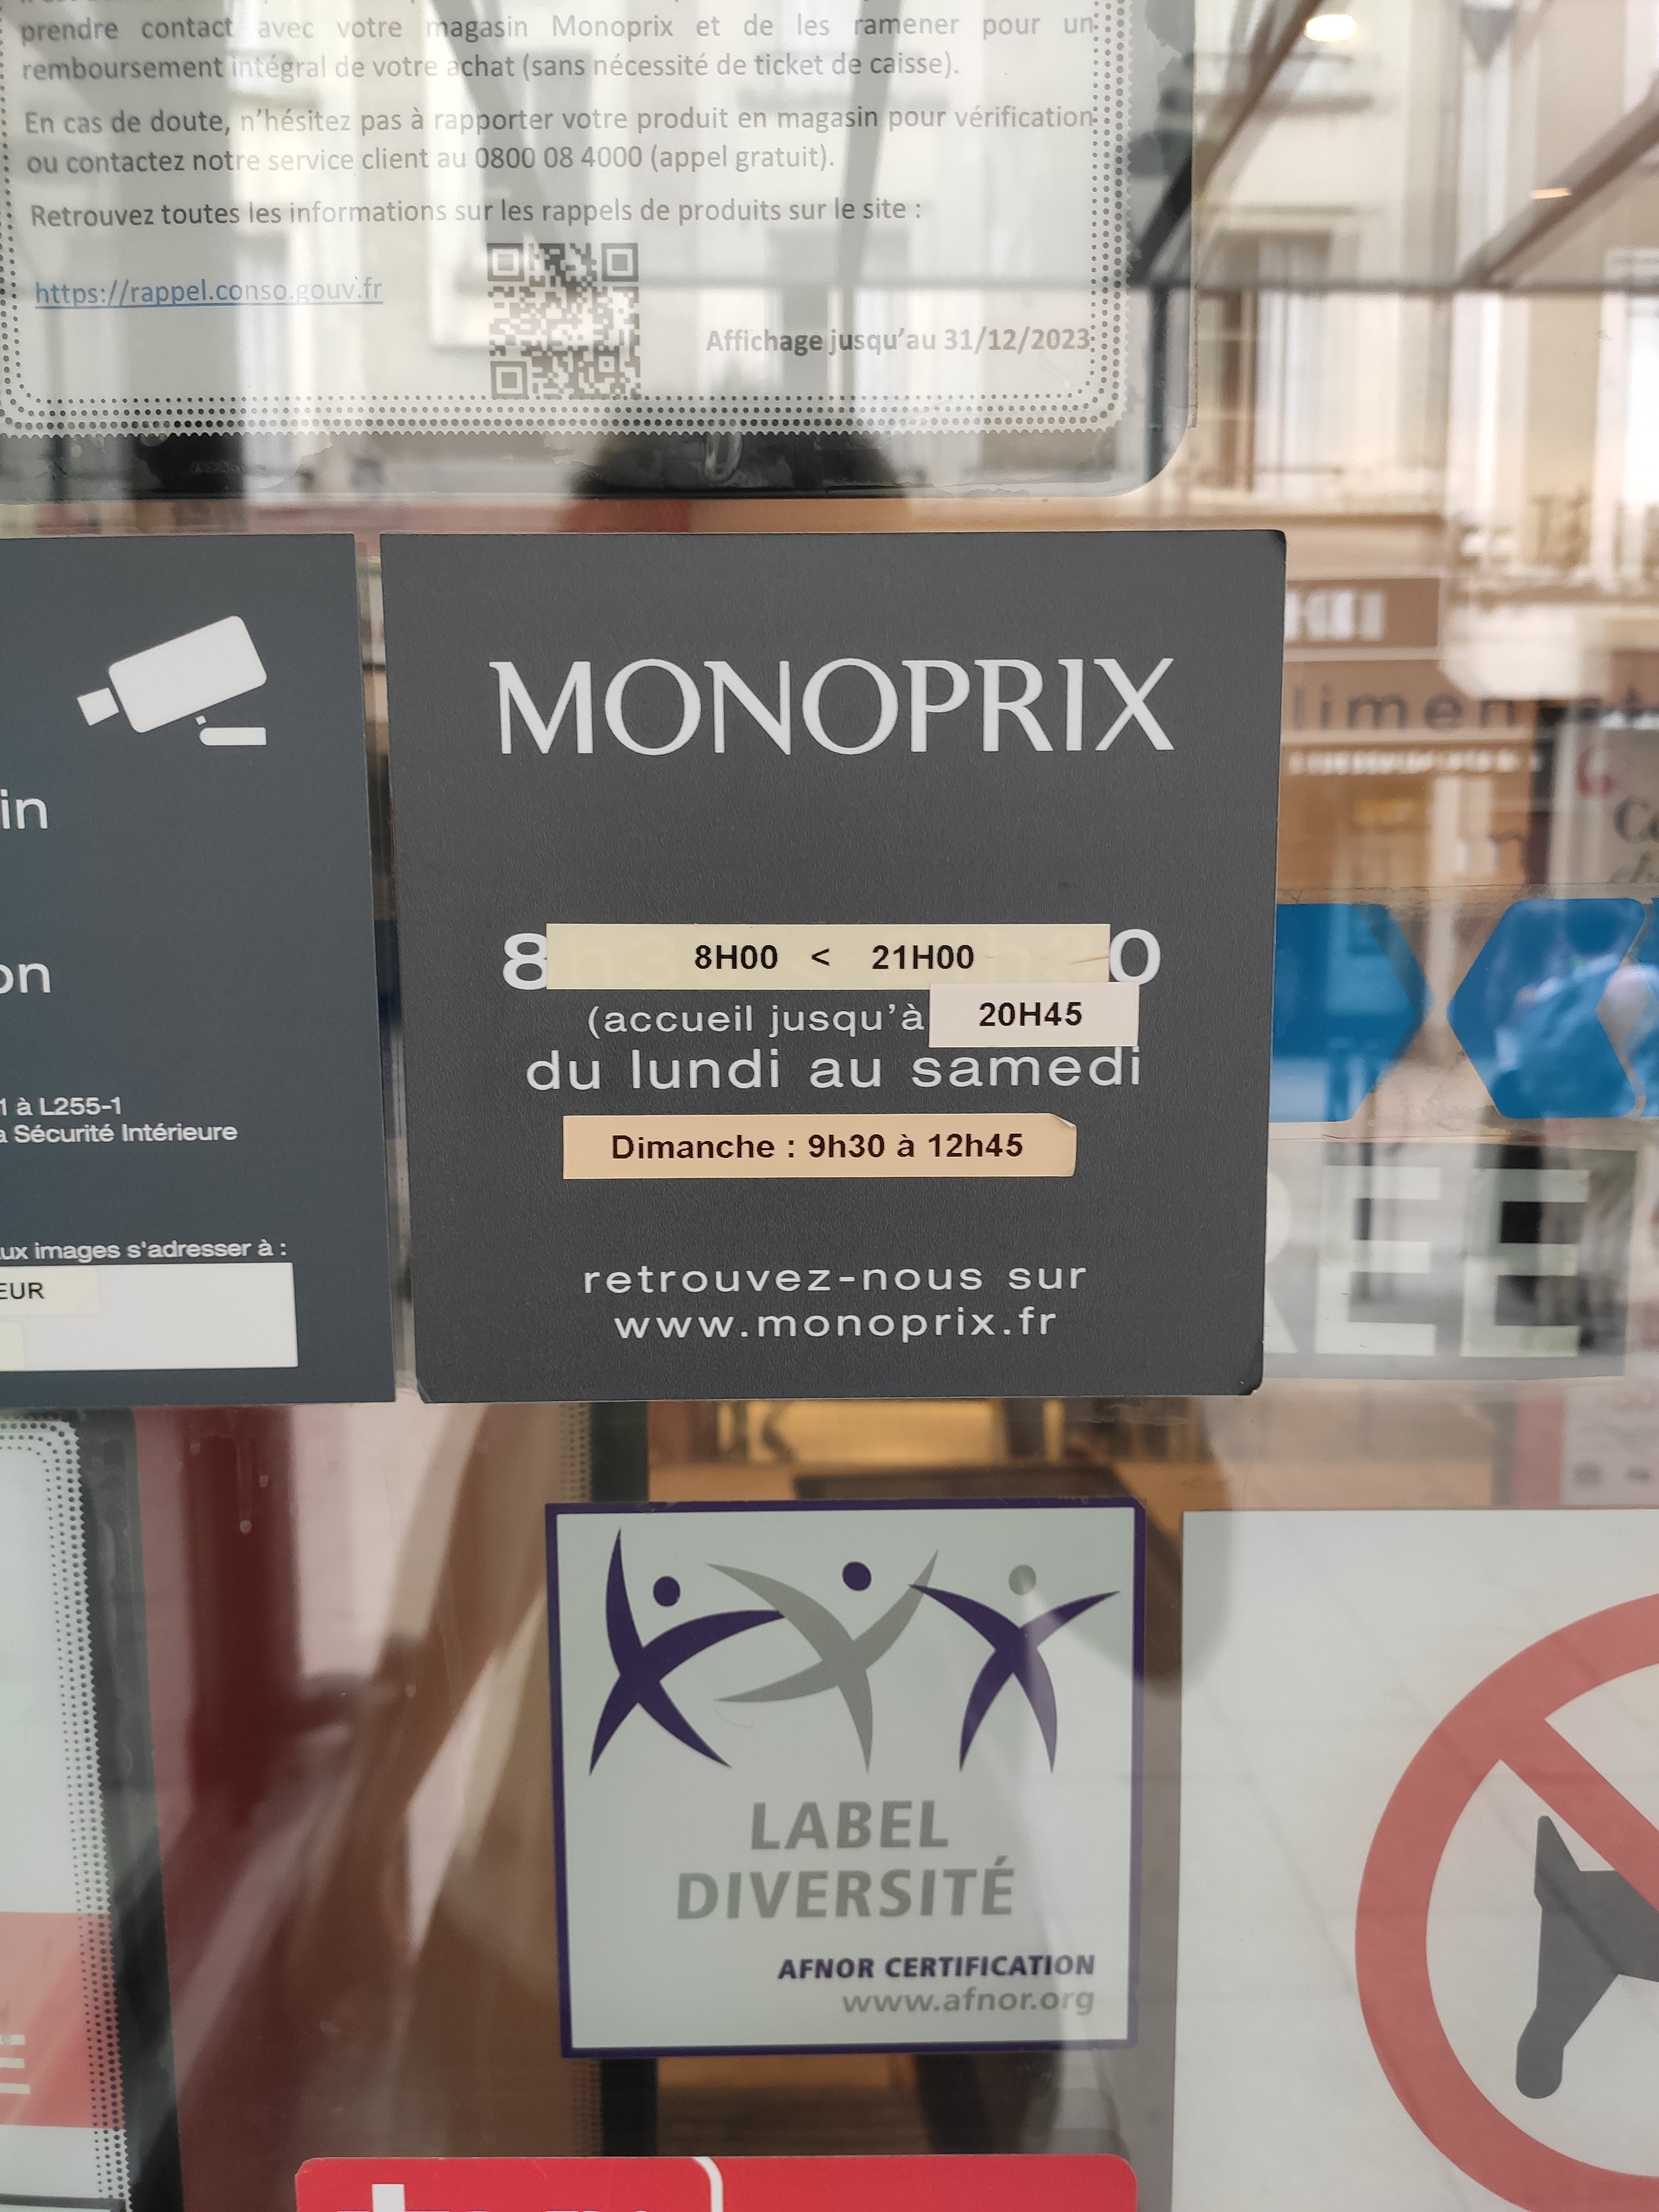 prendre contact avec votre magasin Monoprix et de les ramener pour un
remboursement intégral de votre achat (sans nécessité de ticket de caisse).
En cas de doute, n'hésitez pas à rapporter votre produit en magasin pour vérification
ou contactez notre service client au 0800 08 4000 (appel gratuit).
Retrouvez toutes les informations sur les rappels de produits sur le site :
https://rappel.conso.gouv.fr
Affichage jusqu'au 31/12/2023
in
on
1 à L255-1
a Sécurité Intérieure
ux images s'adresser à :
EUR
MONOPRIX
8 8H00 < 21H00 0
(accueil jusqu'à 20H45
du lundi au samedi
Dimanche : 9h30 à 12h45
retrouvez-nous sur
www.monoprix.fr
LABEL
DIVERSITÉ
AFNOR CERTIFICATION
www.afnor.org